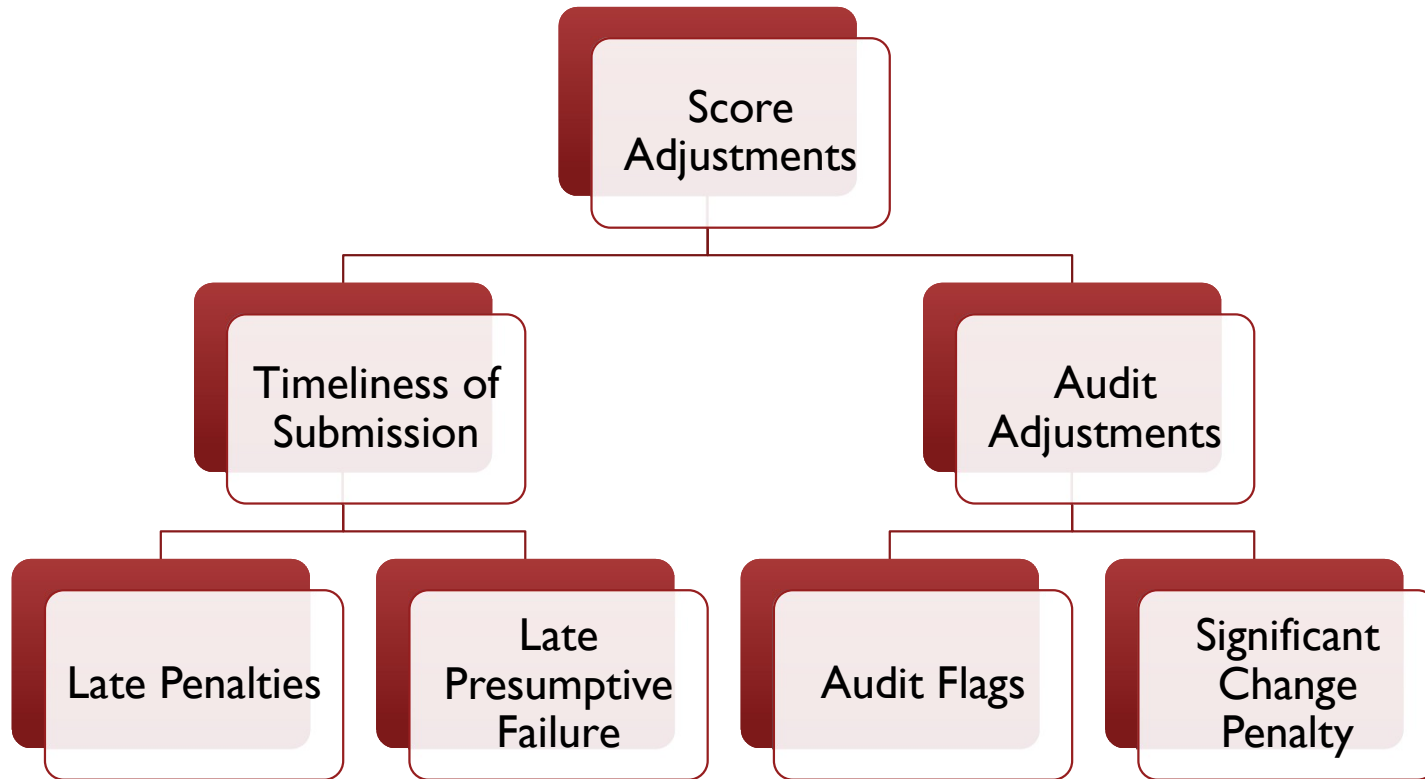 Score
Adjustments
Timeliness of
Submission
Audit
Adjustments
Late Penalties
Late
Presumptive
Failure
Audit Flags
Significant
Change
Penalty